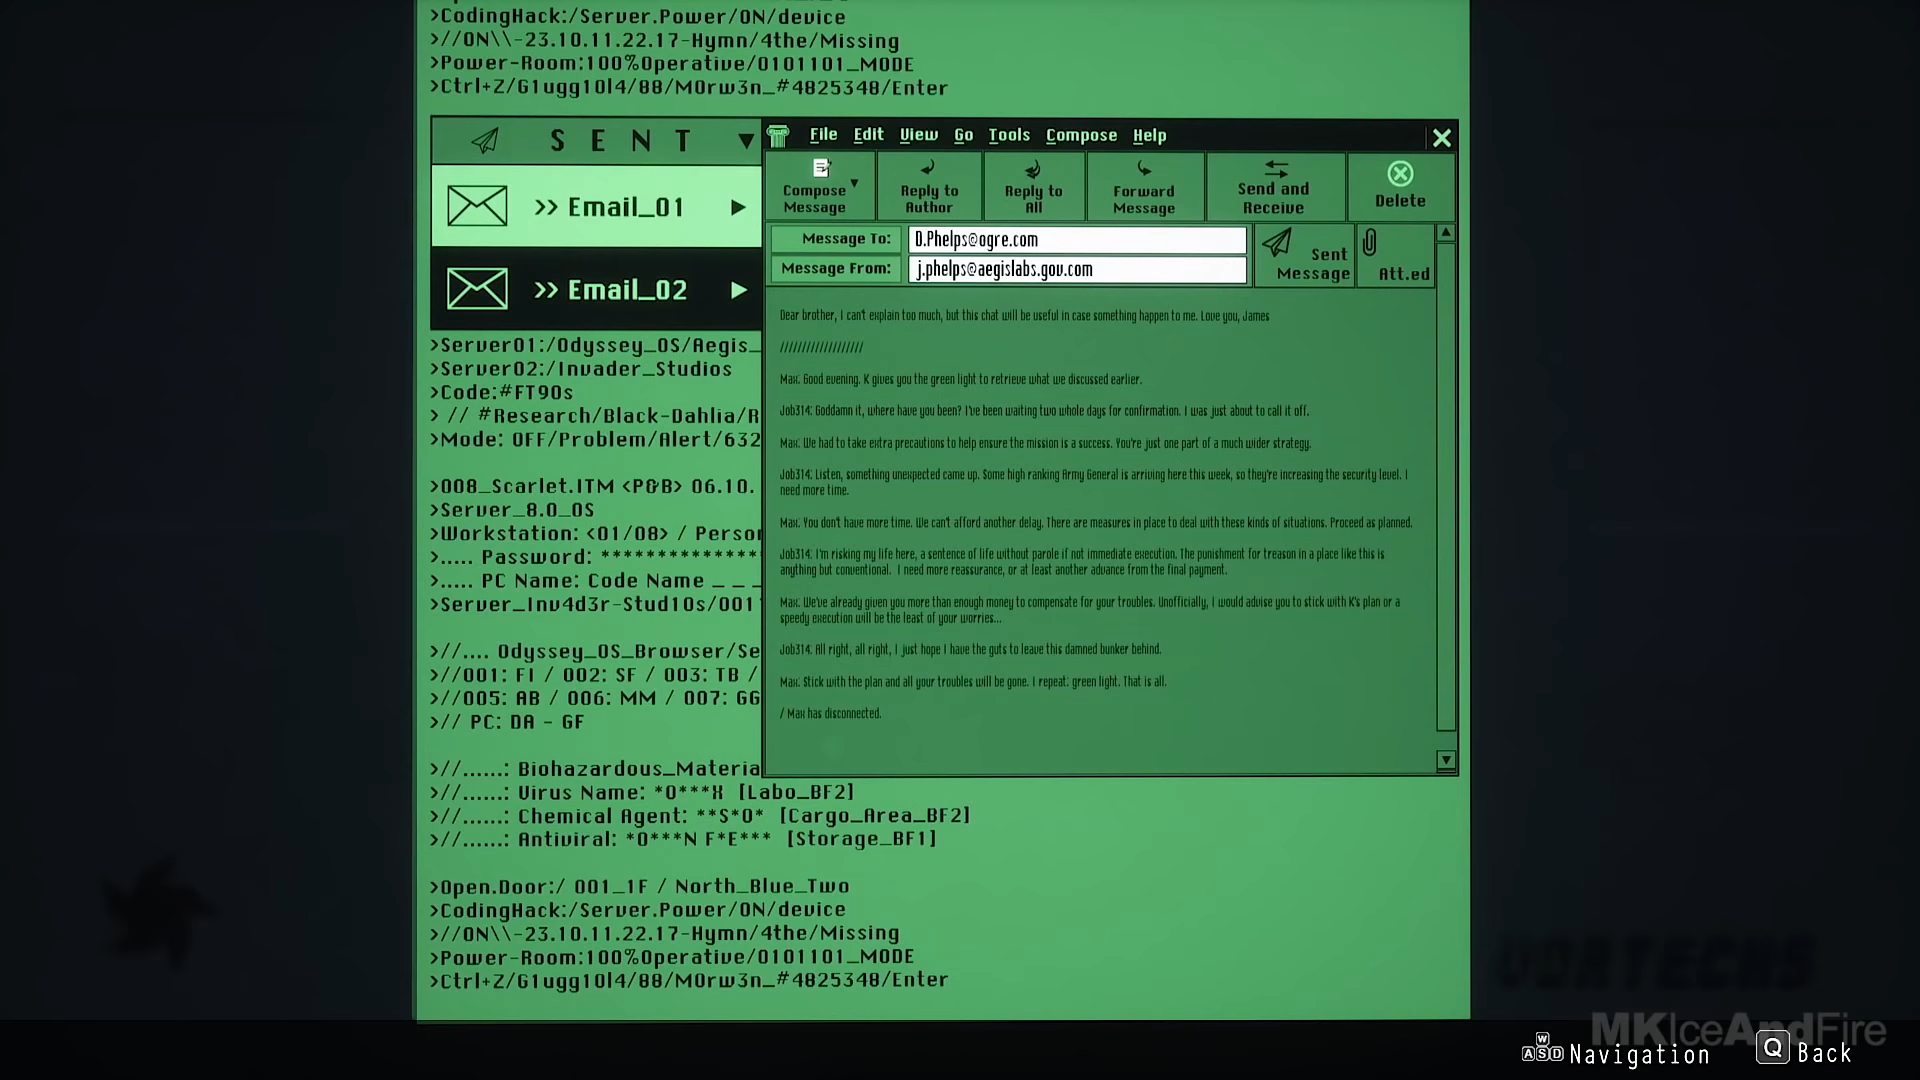 >CodingHack:/Server.Power/ON/device
>//ON\\-23.10.11.22.17-Hymn/4the/Missing
>Power-Room:100%Operative/0101101_MODE
>Ctrl+Z/G1ugg10l4/88/M0rw3n_#4825348/Enter
SENT
>> Email_01
>> Email_02
File Edit View Go Tools Compose Help
Compose Message
Reply to Author
Reply to All
Forward Message
Send and Receive
Delete
Message To: D.Phelps@ogre.com
Message From: j.phelps@aegislabs.gov.com
Sent Message
Att.ed
Dear brother, I can't explain too much, but this chat will be useful in case something happen to me. Love you, James
///////////////////
Max: Good evening. K gives you the green light to retrieve what we discussed earlier.
Job314: Goddamn it, where have you been? I've been waiting two whole days for confirmation. I was just about to call it off.
Max: We had to take extra precautions to help ensure the mission is a success. You're just one part of a much wider strategy.
Job314: Listen, something unexpected came up. Some high ranking Army General is arriving here this week, so they're increasing the security level. I
need more time.
Max: You don't have more time. We can't afford another delay. There are measures in place to deal with these kinds of situations. Proceed as planned.
Job314: I'm risking my life here, a sentence of life without parole if not immediate execution. The punishment for treason in a place like this is
anything but conventional. I need more reassurance, or at least another advance from the final payment.
Max: We've already given you more than enough money to compensate for your troubles. Unofficially, I would advise you to stick with K's plan or a
speedy execution will be the least of your worries...
Job314: All right, all right, I just hope I have the guts to leave this damned bunker behind.
Max: Stick with the plan and all your troubles will be gone. I repeat: green light. That is all.
/ Max has disconnected.
>Server01:/Odyssey_OS/Aegis_
>Server02:/Invader_Studios
>Code:#FT90s
> // #Research/Black-Dahlia/R
>Mode: OFF/Problem/Alert/632
>008_Scarlet.ITM <P&B> 06.10.
>Server_8.0_OS
>Workstation: <01/08> / Person
>..... Password: ***************
>..... PC Name: Code Name _ _ _
>Server_Inv4d3r-Stud10s/001
>//.... Odyssey_OS_Browser/Se
>//001: FI / 002: SF / 003: TB /
>//005: AB / 006: MM / 007: GG
>// PC: DA - GF
>//......: Biohazardous_Materia
>//......: Virus Name: *O***X [Labo_BF2]
>//......: Chemical Agent: **S*O* [Cargo_Area_BF2]
>//......: Antiviral: *O***N F*E*** [Storage_BF1]
>Open.Door:/ 001_1F / North_Blue_Two
>CodingHack:/Server.Power/ON/device
>//ON\\-23.10.11.22.17-Hymn/4the/Missing
>Power-Room:100%Operative/0101101_MODE
>Ctrl+Z/G1ugg10l4/88/M0rw3n_#4825348/Enter
VORTECHS
MKIceAndFire
W ASD Navigation Q Back